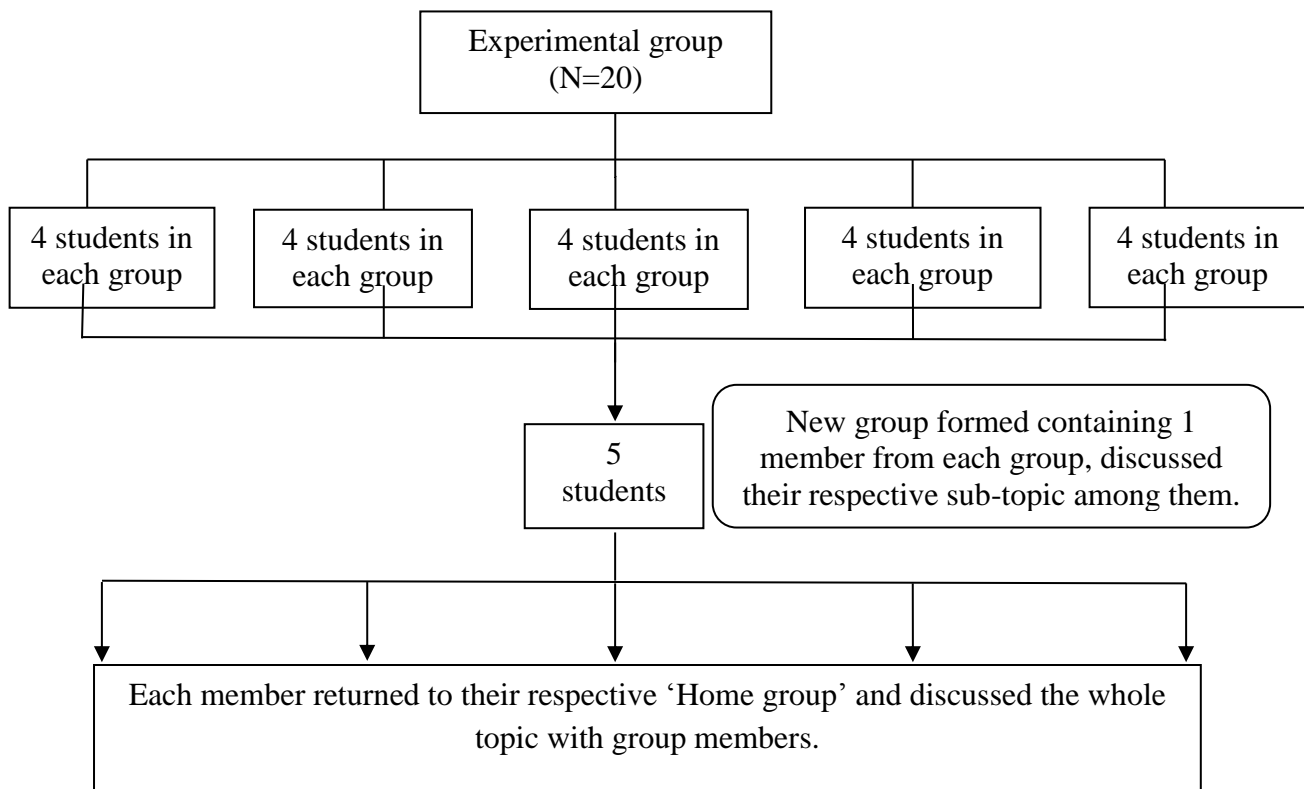 Experimental group
(N=20)
4 students in
each group
4 students in
each group
4 students in
each group
4 students in
each group
4 students in
each group
New group formed containing 1
member from each group, discussed
their respective sub-topic among them.
5
students
Each member returned to their respective ‘Home group’ and discussed the whole
topic with group members.